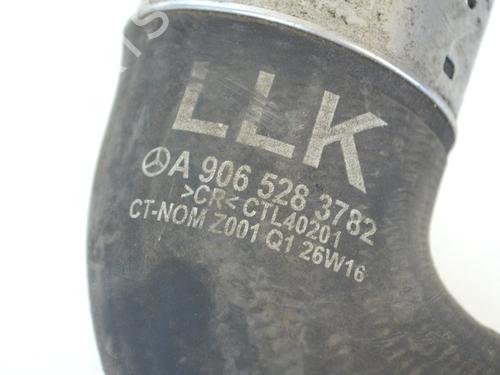 LLK
A 906 528 3782
>CR< CTL40201
CT-NOM Z001 Q1 26W16